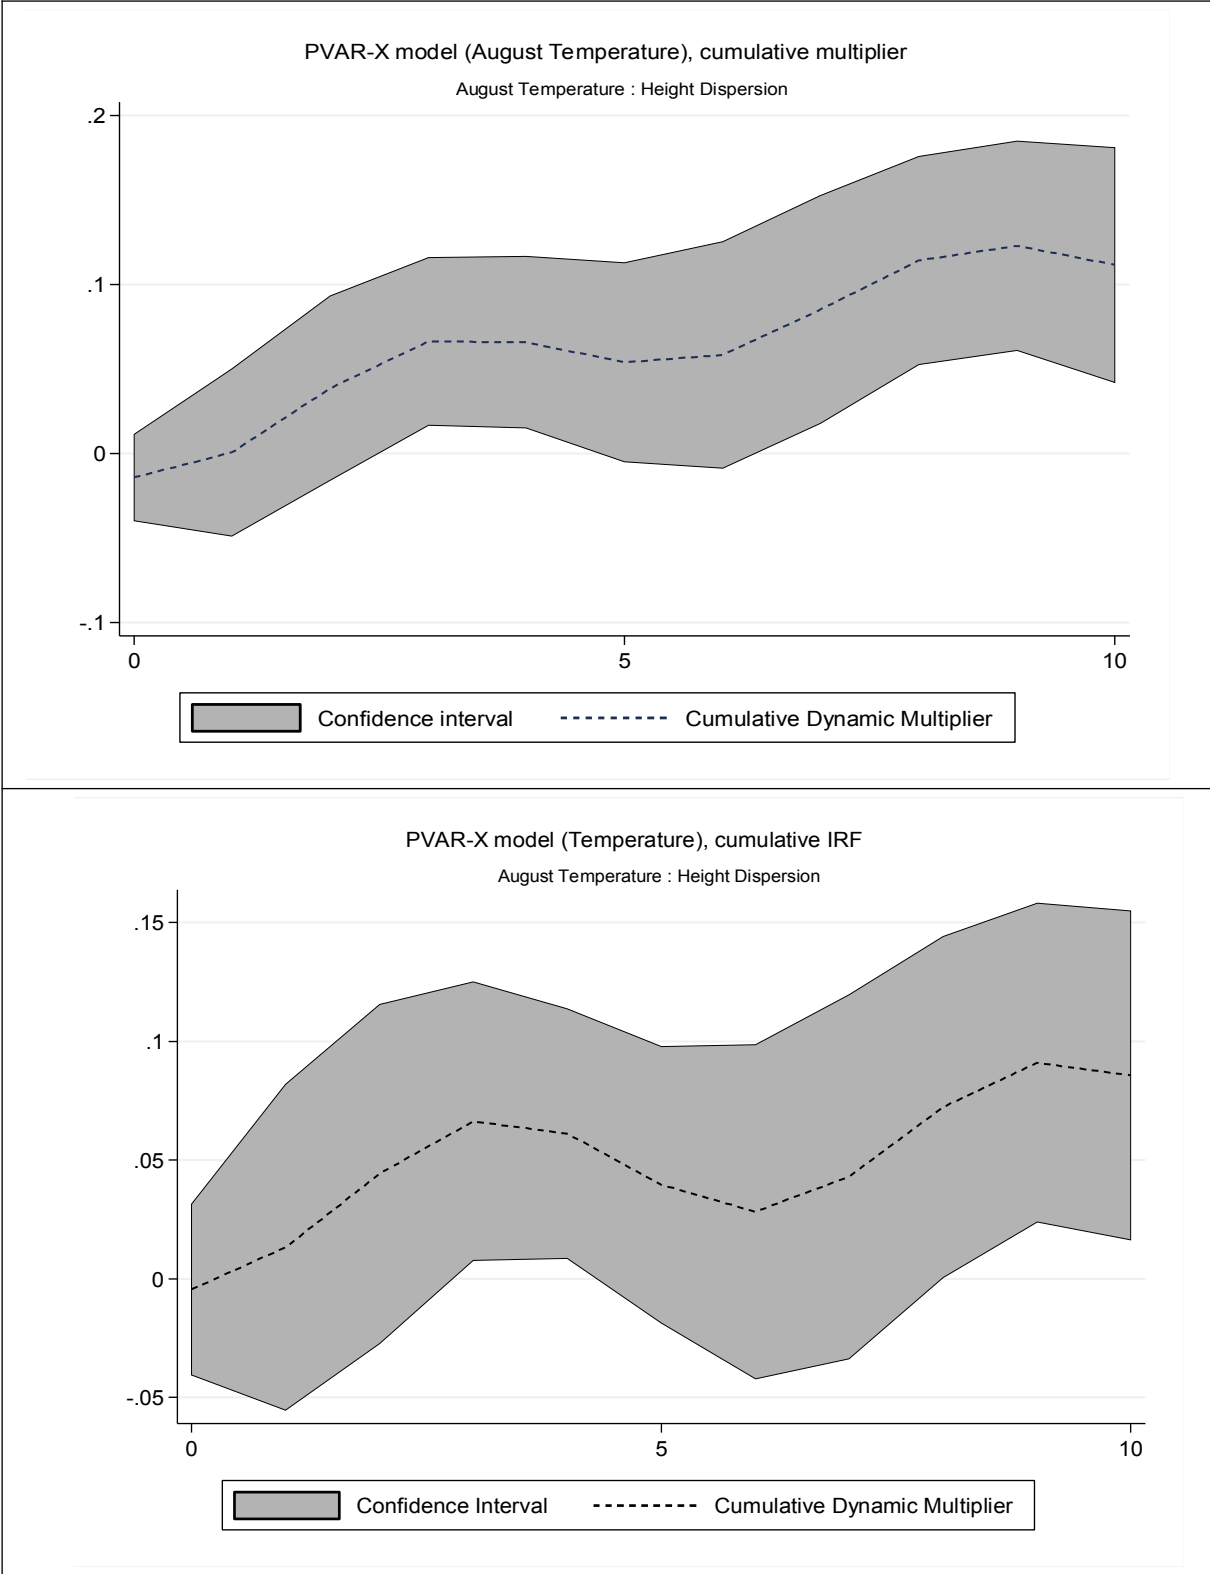 PVAR-X model (August Temperature), cumulative multiplier
August Temperature : Height Dispersion
.2
.1
0
-.1
0 5 10
Confidence interval Cumulative Dynamic Multiplier
PVAR-X model (Temperature), cumulative IRF
August Temperature : Height Dispersion
.15
.1
.05
0
-.05
0 5 10
Confidence Interval Cumulative Dynamic Multiplier